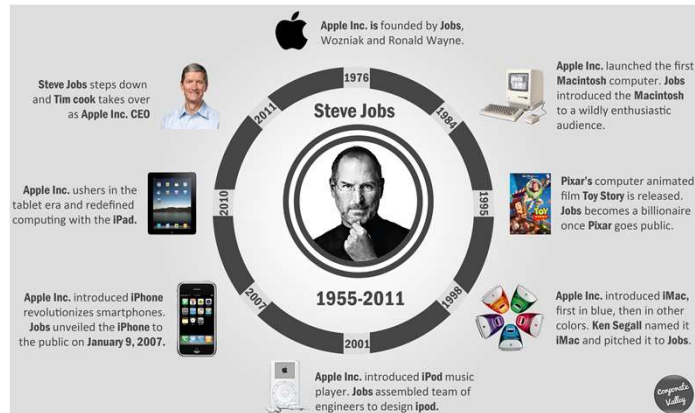 Apple Inc. is founded by Jobs,
Wozniak and Ronald Wayne.
1976
Apple Inc. launched the first
Macintosh computer. Jobs
introduced the Macintosh
to a wildly enthusiastic
audience.
1984
Pixar's computer animated
film Toy Story is released.
Jobs becomes a billionaire
once Pixar goes public.
TOY
1995
Apple Inc. introduced iMac,
first in blue, then in other
colors. Ken Segall named it
iMac and pitched it to Jobs.
1998
Apple Inc. introduced iPod music
player. Jobs assembled team of
engineers to design ipod.
2001
Apple Inc. introduced iPhone
revolutionizes smartphones.
Jobs unveiled the iPhone to
the public on January 9, 2007.
2007
Apple Inc. ushers in the
tablet era and redefined
computing with the iPad.
2010
Steve Jobs steps down
and Tim cook takes over
as Apple Inc. CEO
2011
Steve Jobs
1955-2011
Corporate
Valley